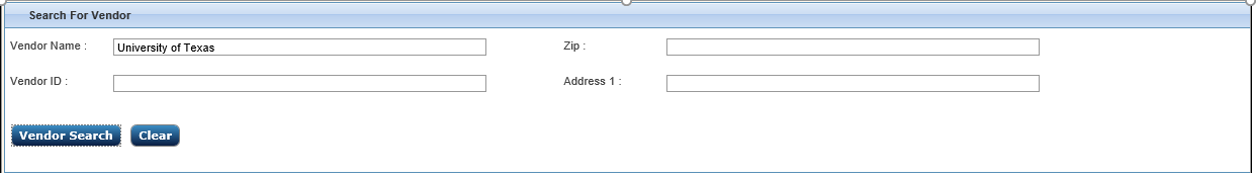 Search For Vendor
Vendor Name : University of Texas Zip :
Vendor ID : Address 1 :
Vendor Search Clear